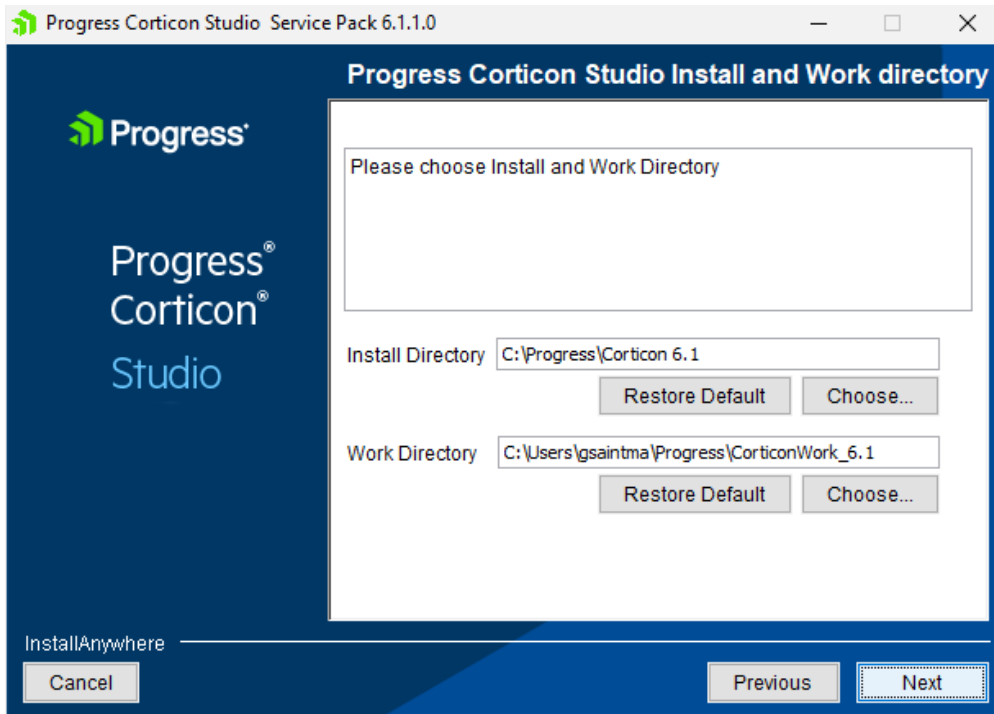 Progress Corticon Studio Service Pack 6.1.1.0
Progress Corticon Studio Install and Work directory
Progress
Progress®
Corticon®
Studio
Please choose Install and Work Directory
Install Directory C:\Progress\Corticon 6.1
Restore Default Choose...
Work Directory C:\Users\gsaintma\Progress\CorticonWork_6.1
Restore Default Choose...
InstallAnywhere
Cancel Previous Next